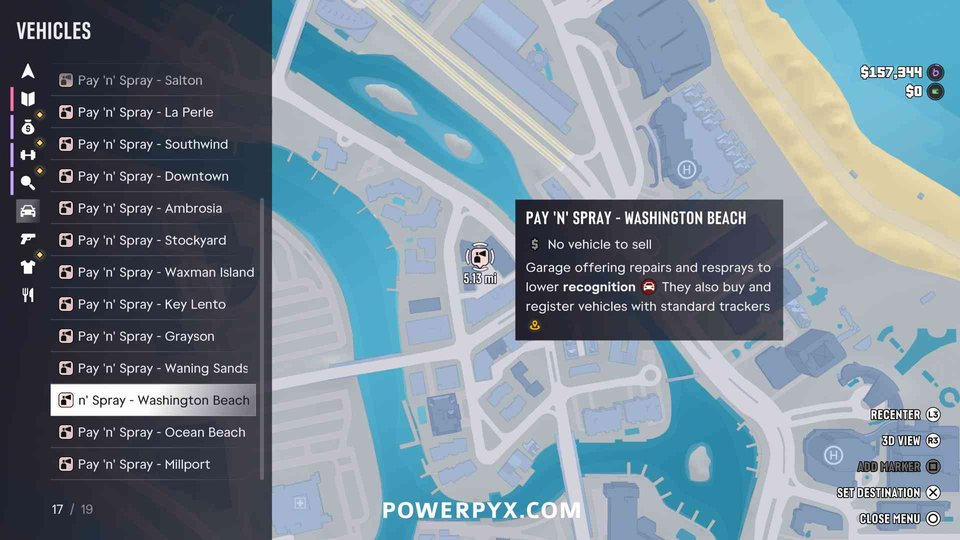 VEHICLES
Pay 'n' Spray - Salton
Pay 'n' Spray - La Perle
Pay 'n' Spray - Southwind
Pay 'n' Spray - Downtown
Pay 'n' Spray - Ambrosia
Pay 'n' Spray - Stockyard
Pay 'n' Spray - Waxman Island
Pay 'n' Spray - Key Lento
Pay 'n' Spray - Grayson
Pay 'n' Spray - Waning Sands
n' Spray - Washington Beach
Pay 'n' Spray - Ocean Beach
Pay 'n' Spray - Millport
17 / 19
$157,344
$0
5.13 mi
PAY 'N' SPRAY - WASHINGTON BEACH
$ No vehicle to sell
Garage offering repairs and resprays to
lower recognition They also buy and
register vehicles with standard trackers
H
H
RECENTER L3
3D VIEW R3
ADD MARKER
SET DESTINATION
CLOSE MENU
POWERPYX.COM